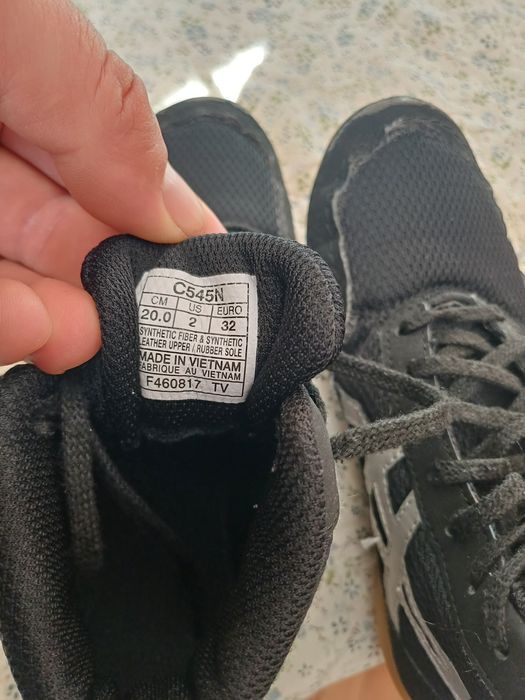 C545N
CM US EURO
20.0 2 32
SYNTHETIC FIBER & SYNTHETIC
LEATHER UPPER / RUBBER SOLE
MADE IN VIETNAM
FABRIQUE AU VIETNAM
F460817 TV